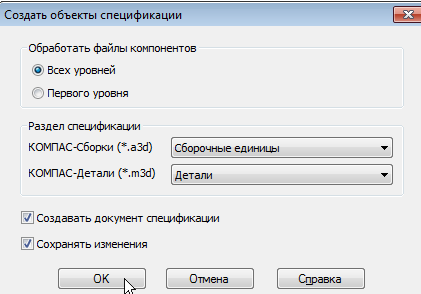 Создать объекты спецификации
Обработать файлы компонентов
Всех уровней
Первого уровня
Раздел спецификации
КОМПАС-Сборки (*.a3d) Сборочные единицы
КОМПАС-Детали (*.m3d) Детали
Создавать документ спецификации
Сохранять изменения
ОК Отмена Справка